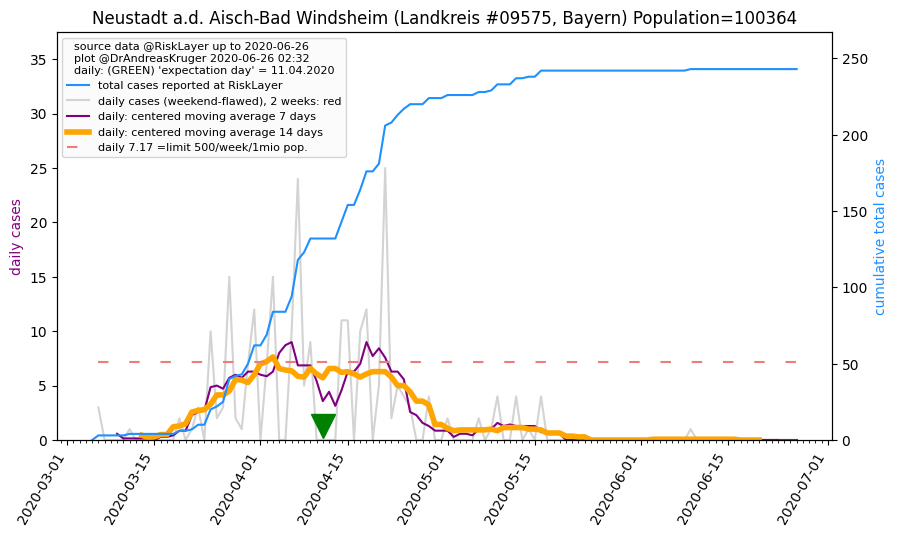 Neustadt a.d. Aisch-Bad Windsheim (Landkreis #09575, Bayern) Population=100364
source data @RiskLayer up to 2020-06-26
plot @DrAndreasKruger 2020-06-26 02:32
daily: (GREEN) 'expectation day' = 11.04.2020
total cases reported at RiskLayer
daily cases (weekend-flawed), 2 weeks: red
daily: centered moving average 7 days
daily: centered moving average 14 days
daily 7.17 =limit 500/week/1mio pop.
daily cases
35
30
25
20
15
10
5
0
cumulative total cases
250
200
150
100
50
0
2020-03-01
2020-03-15
2020-04-01
2020-04-15
2020-05-01
2020-05-15
2020-06-01
2020-06-15
2020-07-01